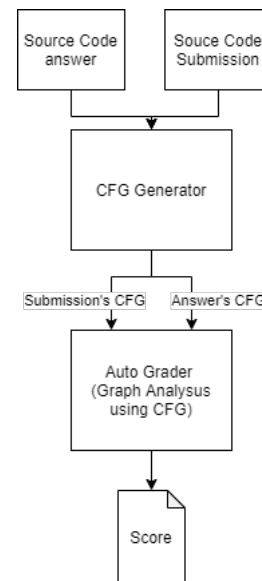 Source Code
answer
Souce Code
Submission
CFG Generator
Submission's CFG
Answer's CFG
Auto Grader
(Graph Analysus
using CFG)
Score